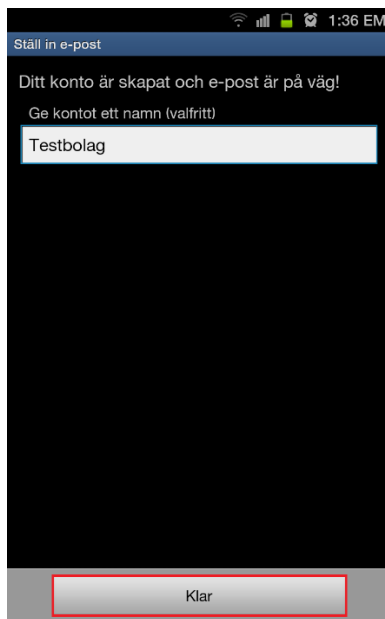 1:36 EM
Ställ in e-post
Ditt konto är skapat och e-post är på väg!
Ge kontot ett namn (valfritt)
Testbolag
Klar